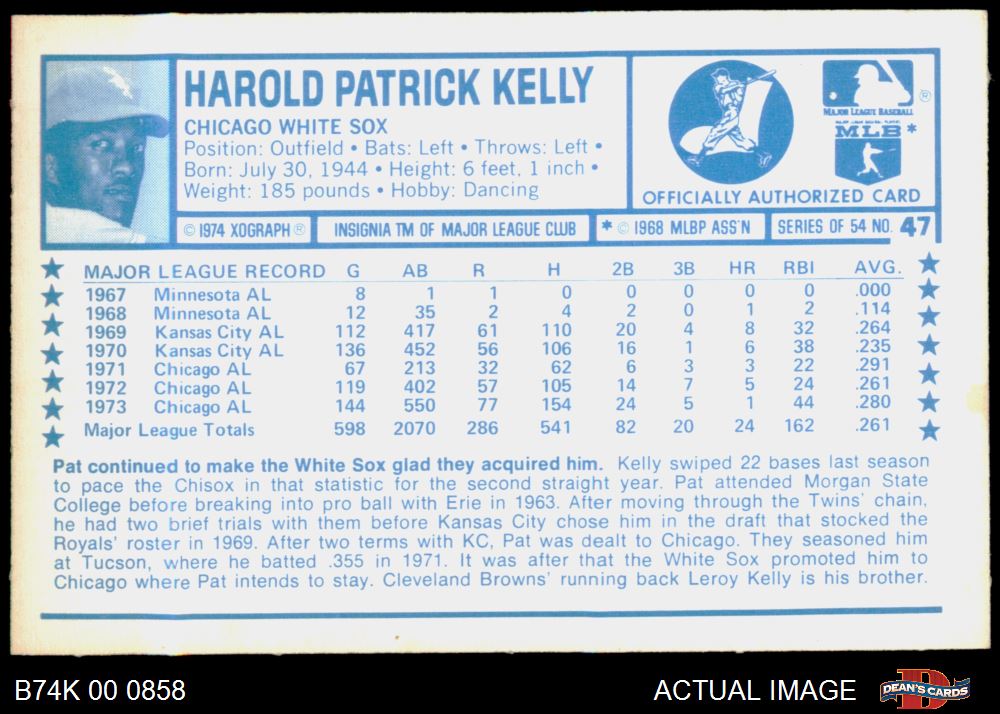 HAROLD PATRICK KELLY
CHICAGO WHITE SOX
Position: Outfield • Bats: Left • Throws: Left •
Born: July 30, 1944 • Height: 6 feet, 1 inch •
Weight: 185 pounds • Hobby: Dancing
MAJOR LEAGUE BASEBALL ®
MAJOR LEAGUE BASEBALL PLAYERS
MLB *
OFFICIALLY AUTHORIZED CARD
© 1974 XOGRAPH ® INSIGNIA TM OF MAJOR LEAGUE CLUB * © 1968 MLBP ASS'N SERIES OF 54 NO. 47
MAJOR LEAGUE RECORD G AB R H 2B 3B HR RBI AVG.
1967 Minnesota AL 8 1 1 0 0 0 0 0 .000
1968 Minnesota AL 12 35 2 4 2 0 1 2 .114
1969 Kansas City AL 112 417 61 110 20 4 8 32 .264
1970 Kansas City AL 136 452 56 106 16 1 6 38 .235
1971 Chicago AL 67 213 32 62 6 3 3 22 .291
1972 Chicago AL 119 402 57 105 14 7 5 24 .261
1973 Chicago AL 144 550 77 154 24 5 1 44 .280
Major League Totals 598 2070 286 541 82 20 24 162 .261
Pat continued to make the White Sox glad they acquired him. Kelly swiped 22 bases last season
to pace the Chisox in that statistic for the second straight year. Pat attended Morgan State
College before breaking into pro ball with Erie in 1963. After moving through the Twins' chain,
he had two brief trials with them before Kansas City chose him in the draft that stocked the
Royals' roster in 1969. After two terms with KC, Pat was dealt to Chicago. They seasoned him
at Tucson, where he batted .355 in 1971. It was after that the White Sox promoted him to
Chicago where Pat intends to stay. Cleveland Browns' running back Leroy Kelly is his brother.
B74K 00 0858
ACTUAL IMAGE
D
DEAN'S CARDS